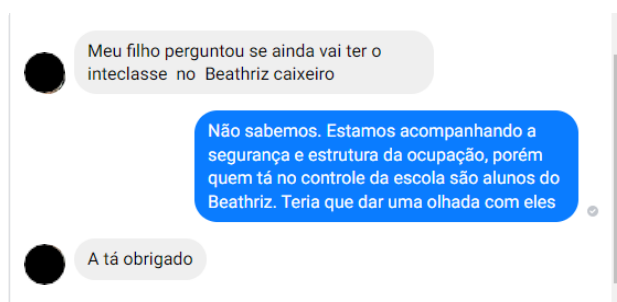 Meu filho perguntou se ainda vai ter o
inteclasse no Beathriz caixeiro
Não sabemos. Estamos acompanhando a
segurança e estrutura da ocupação, porém
quem tá no controle da escola são alunos do
Beathriz. Teria que dar uma olhada com eles
A tá obrigado